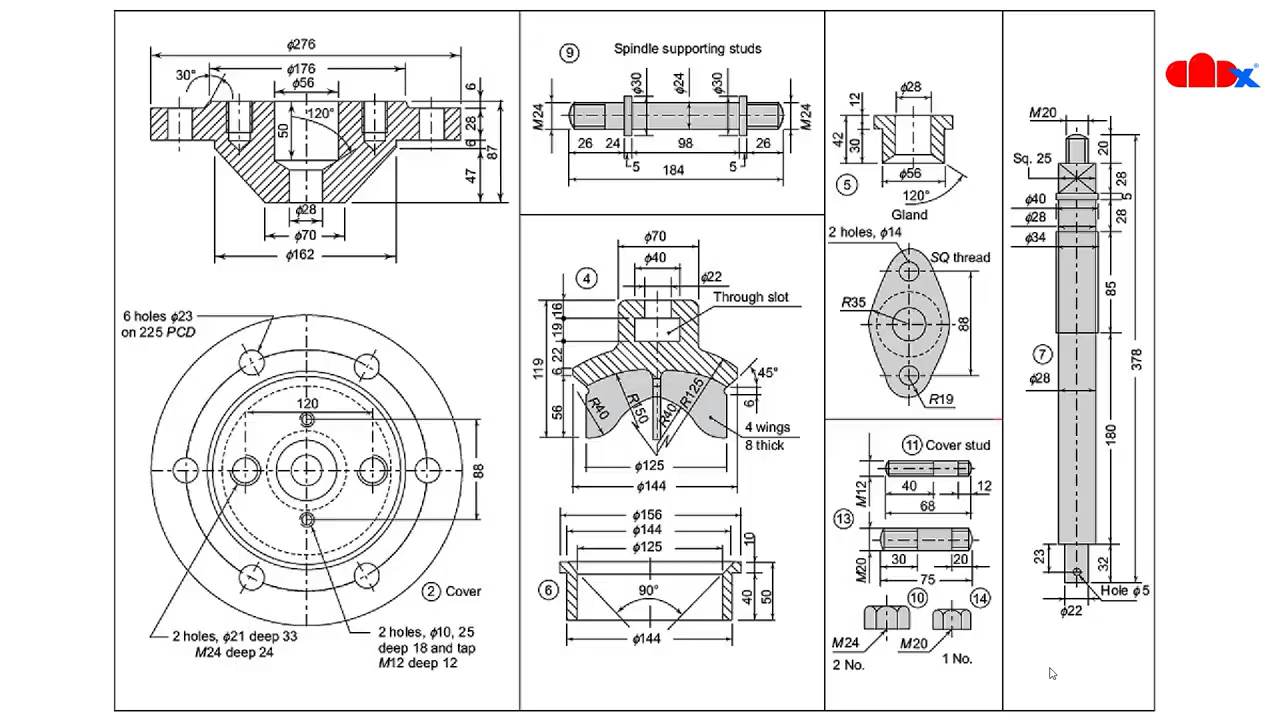 ϕ276
ϕ176
30°
ϕ56
120°
50
6
28
6
87
47
ϕ28
ϕ70
ϕ162
6 holes ϕ23
on 225 PCD
120
88
2 Cover
2 holes, ϕ21 deep 33
M24 deep 24
2 holes, ϕ10, 25
deep 18 and tap
M12 deep 12
9 Spindle supporting studs
ϕ30
ϕ24
ϕ30
M24
M24
26 24 98 26
5 5
184
4
ϕ70
ϕ40
ϕ22
Through slot
16
19
22
6
56
119
45°
6
R40
R150
R40
R125
4 wings
8 thick
ϕ125
ϕ144
6
ϕ156
ϕ144
ϕ125
10
90°
40
50
ϕ144
ϕ28
12
42
30
ϕ56
5
120°
Gland
2 holes, ϕ14
SQ thread
R35
88
R19
11 Cover stud
M12
40
12
68
13
M20
30 20
75
10
14
M24
2 No.
M20
1 No.
M20
20
Sq. 25
28
5
ϕ40
ϕ28
28
ϕ34
85
7
378
ϕ28
180
23
32
Hole ϕ5
ϕ22
CADx®